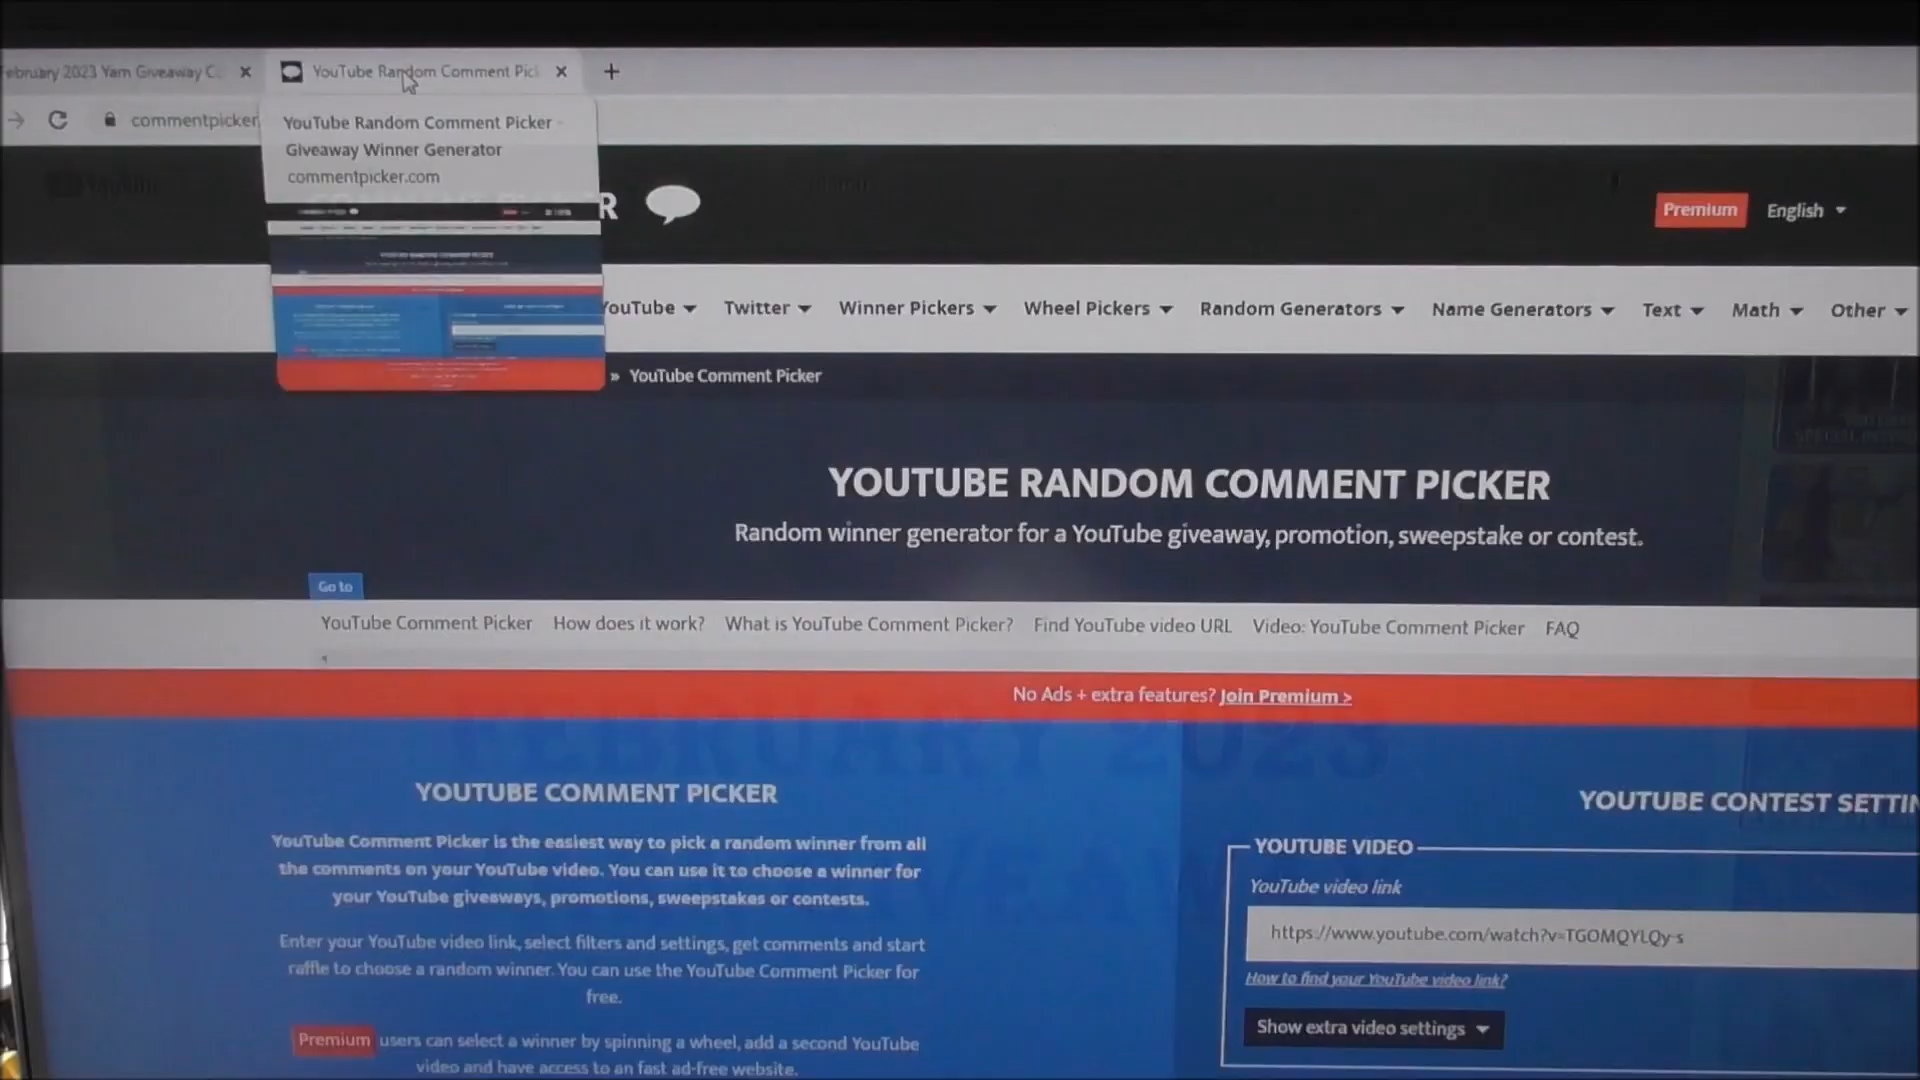 February 2023 Yarn Giveaway C
YouTube Random Comment Pic
commentpicker
YouTube Random Comment Picker -
Giveaway Winner Generator
commentpicker.com
R
Premium
English
YouTube
Twitter
Winner Pickers
Wheel Pickers
Random Generators
Name Generators
Text
Math
Other
» YouTube Comment Picker
YOUTUBE RANDOM COMMENT PICKER
Random winner generator for a YouTube giveaway, promotion, sweepstake or contest.
Go to
YouTube Comment Picker
How does it work?
What is YouTube Comment Picker?
Find YouTube video URL
Video: YouTube Comment Picker
FAQ
No Ads + extra features? Join Premium >
FEBRUARY 2023
YOUTUBE COMMENT PICKER
YouTube Comment Picker is the easiest way to pick a random winner from all
the comments on your YouTube video. You can use it to choose a winner for
your YouTube giveaways, promotions, sweepstakes or contests.
Enter your YouTube video link, select filters and settings, get comments and start
raffle to choose a random winner. You can use the YouTube Comment Picker for
free.
Premium users can select a winner by spinning a wheel, add a second YouTube
video and have access to an fast ad-free website.
YOUTUBE CONTEST SETTIN
YOUTUBE VIDEO
YouTube video link
https://www.youtube.com/watch?v=TGOMQYLQy-s
How to find your YouTube video link?
Show extra video settings